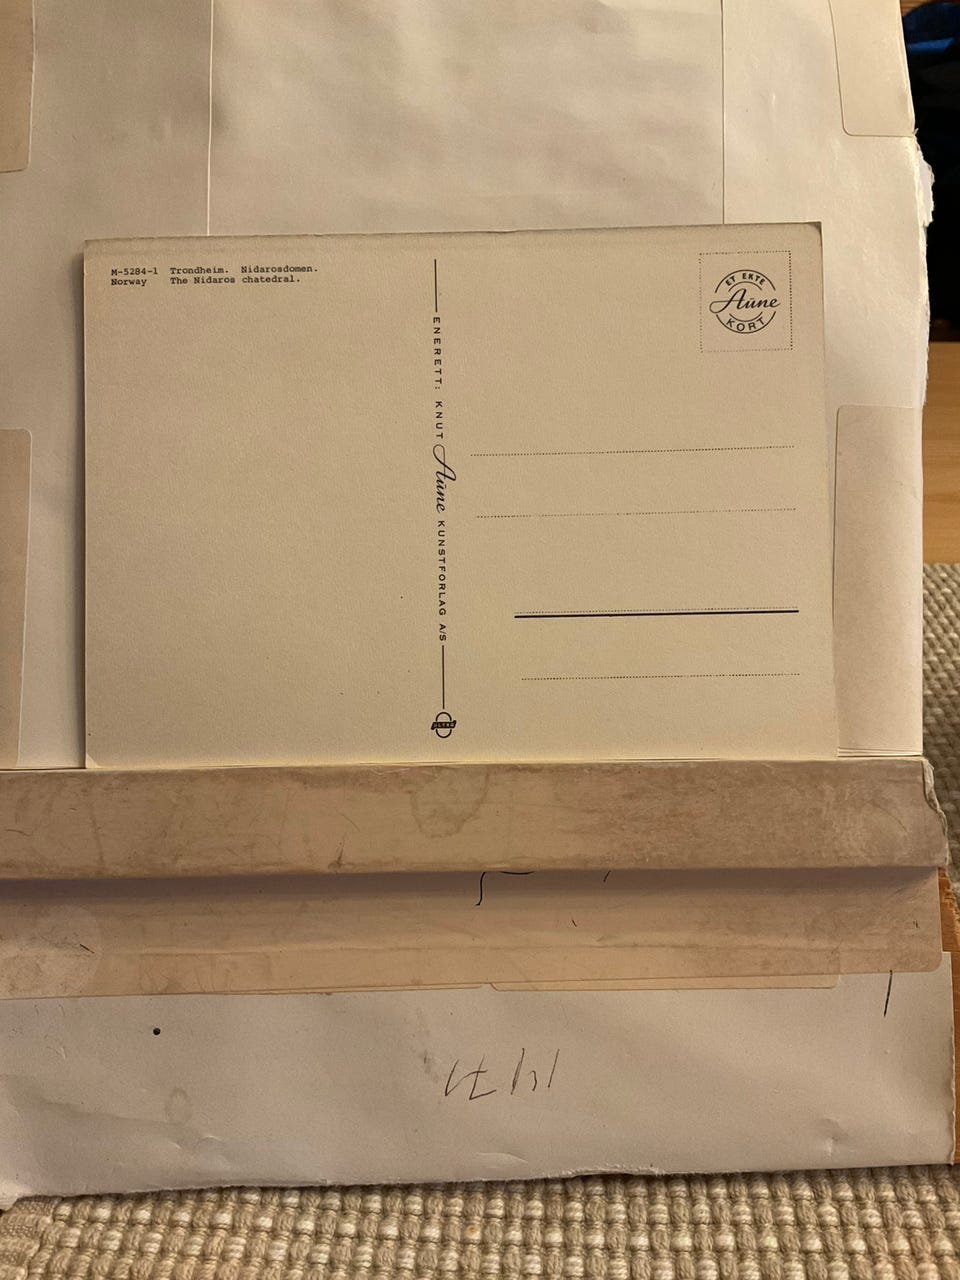 M-5284-1 Trondheim. Nidarosdomen.
Norway The Nidaros chatedral.
ET EKTE
Aune
KORT
ENERETT: KNUT Aune KUNSTFORLAG A/S